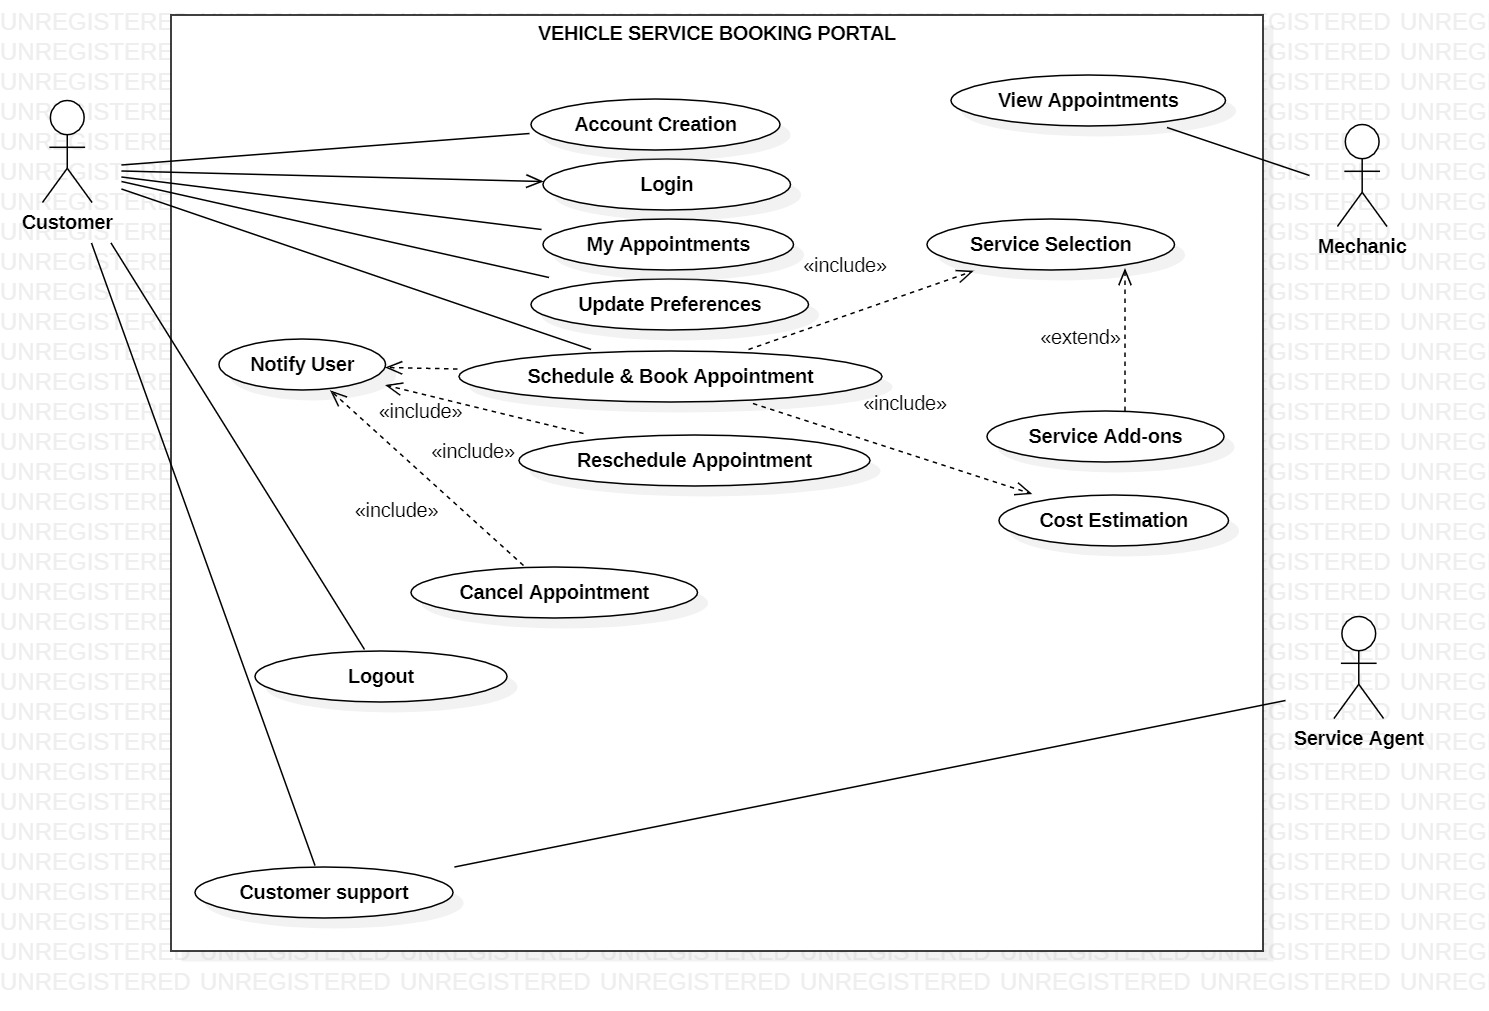 VEHICLE SERVICE BOOKING PORTAL
View Appointments
Account Creation
Login
Customer
My Appointments
Service Selection
Mechanic
«include»
Update Preferences
«extend»
Notify User
Schedule & Book Appointment
«include»
«include»
Service Add-ons
«include»
Reschedule Appointment
«include»
Cost Estimation
Cancel Appointment
Logout
Service Agent
Customer support
UNREGISTERED UNREGISTERED UNREGISTERED UNREGISTERED UNREGISTERED UNREGISTERED UNREGISTERED UNREG